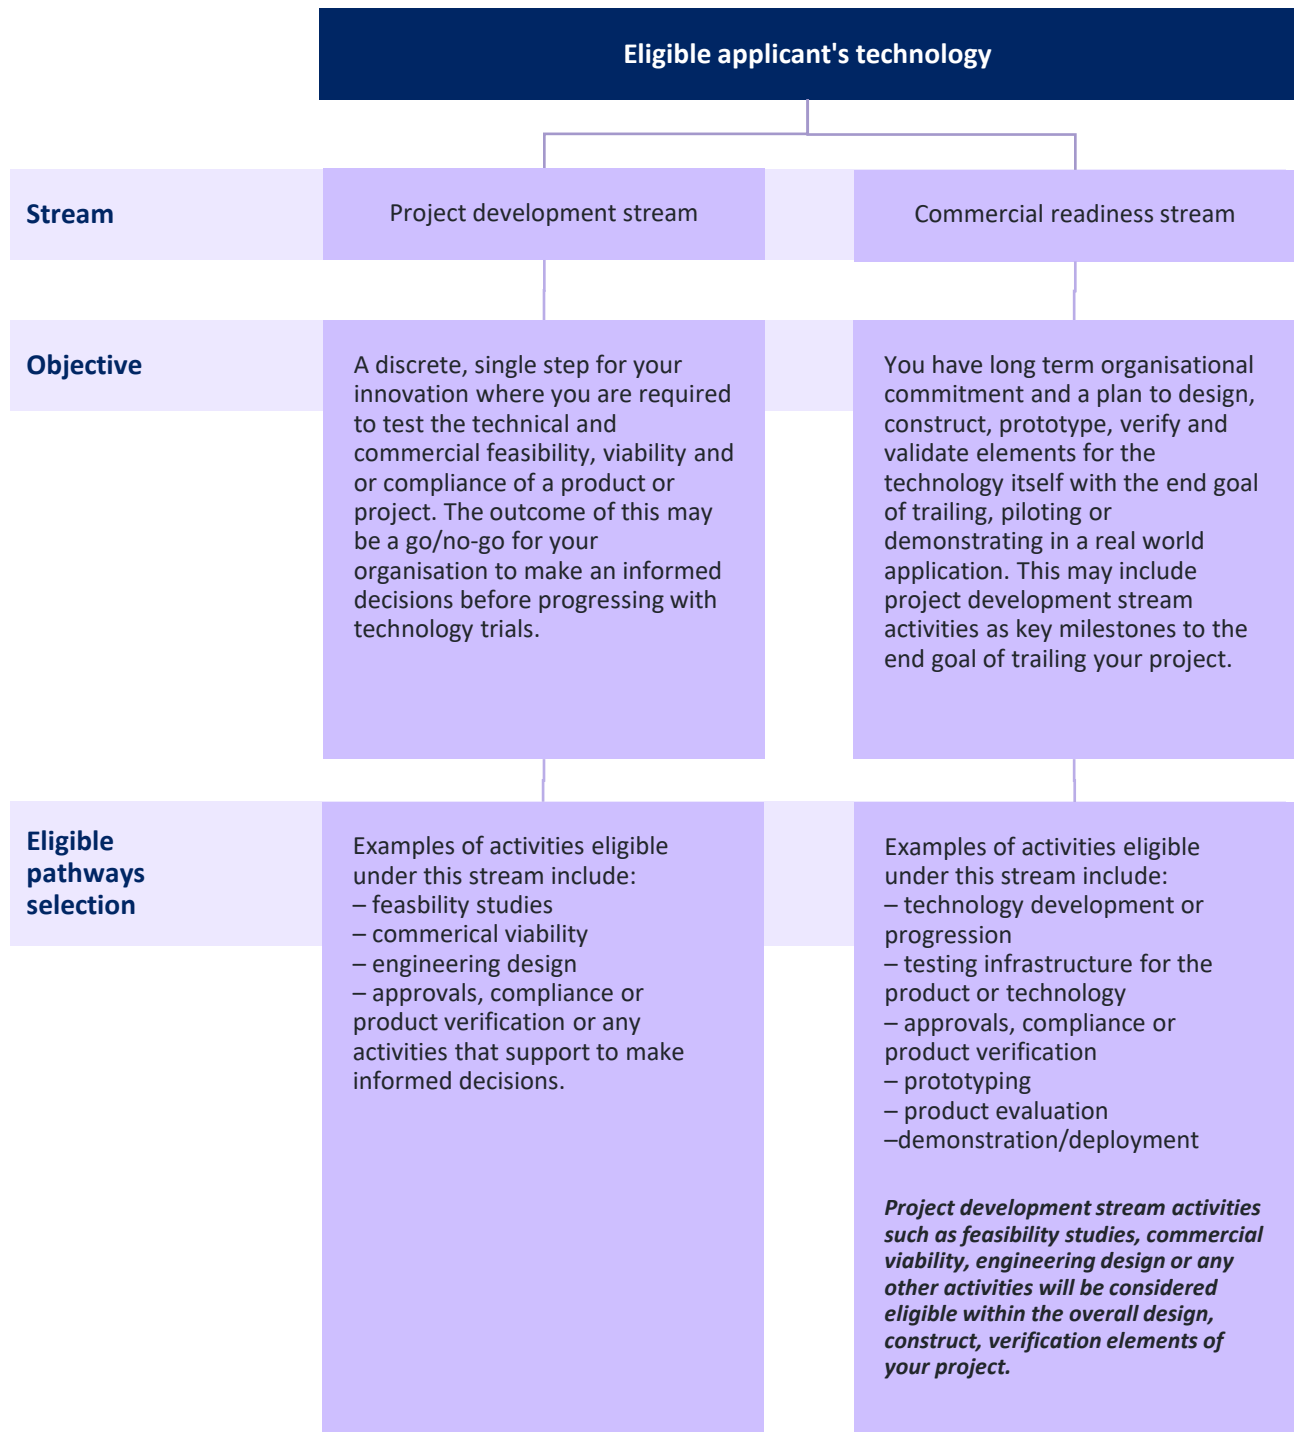 Eligible applicant's technology
Stream
Project development stream
Commercial readiness stream
Objective
A discrete, single step for your
innovation where you are required
to test the technical and
commercial feasibility, viability and
or compliance of a product or
project. The outcome of this may
be a go/no-go for your
organisation to make an informed
decisions before progressing with
technology trials.
You have long term organisational
commitment and a plan to design,
construct, prototype, verify and
validate elements for the
technology itself with the end goal
of trailing, piloting or
demonstrating in a real world
application. This may include
project development stream
activities as key milestones to the
end goal of trailing your project.
Eligible
pathways
selection
Examples of activities eligible
under this stream include:
– feasbility studies
– commerical viability
– engineering design
– approvals, compliance or
product verification or any
activities that support to make
informed decisions.
Examples of activities eligible
under this stream include:
– technology development or
progression
– testing infrastructure for the
product or technology
– approvals, compliance or
product verification
– prototyping
– product evaluation
–demonstration/deployment
Project development stream activities
such as feasibility studies, commercial
viability, engineering design or any
other activities will be considered
eligible within the overall design,
construct, verification elements of
your project.